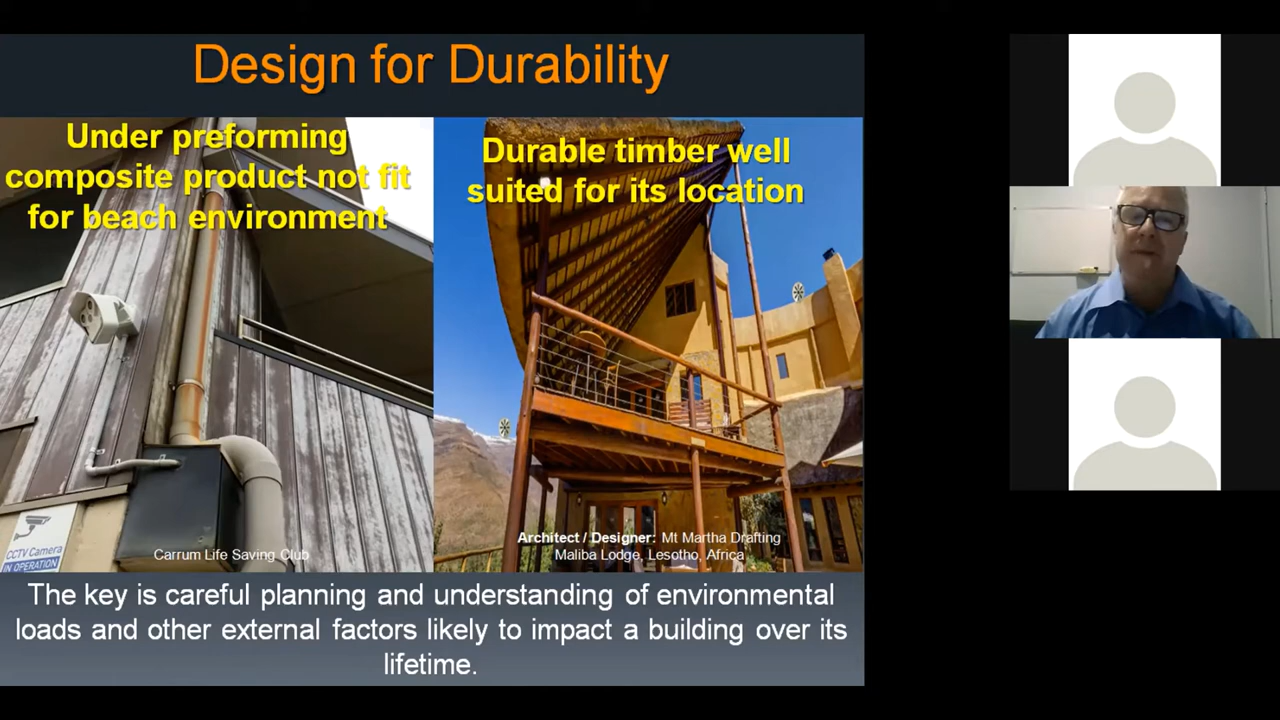 Design for Durability
Under preforming
composite product not fit
for beach environment
Durable timber well
suited for its location
CCTV Camera
IN OPERATION
Carrum Life Saving Club
Architect / Designer: Mt Martha Drafting
Maliba Lodge, Lesotho, Africa
The key is careful planning and understanding of environmental
loads and other external factors likely to impact a building over its
lifetime.